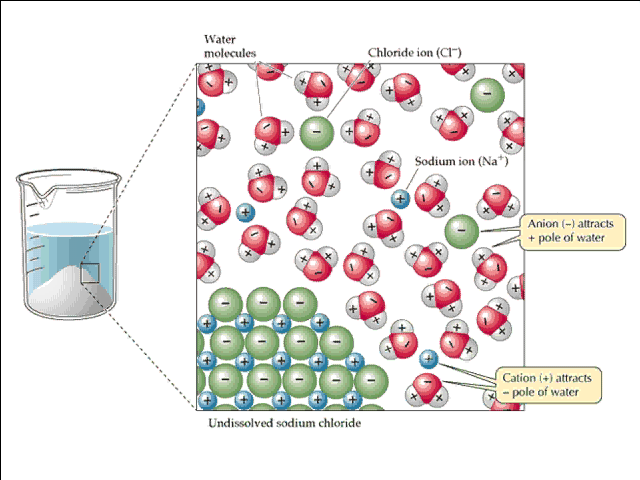 Water
molecules
Chloride ion (Cl⁻)
Sodium ion (Na⁺)
Anion (−) attracts
+ pole of water
Cation (+) attracts
− pole of water
Undissolved sodium chloride